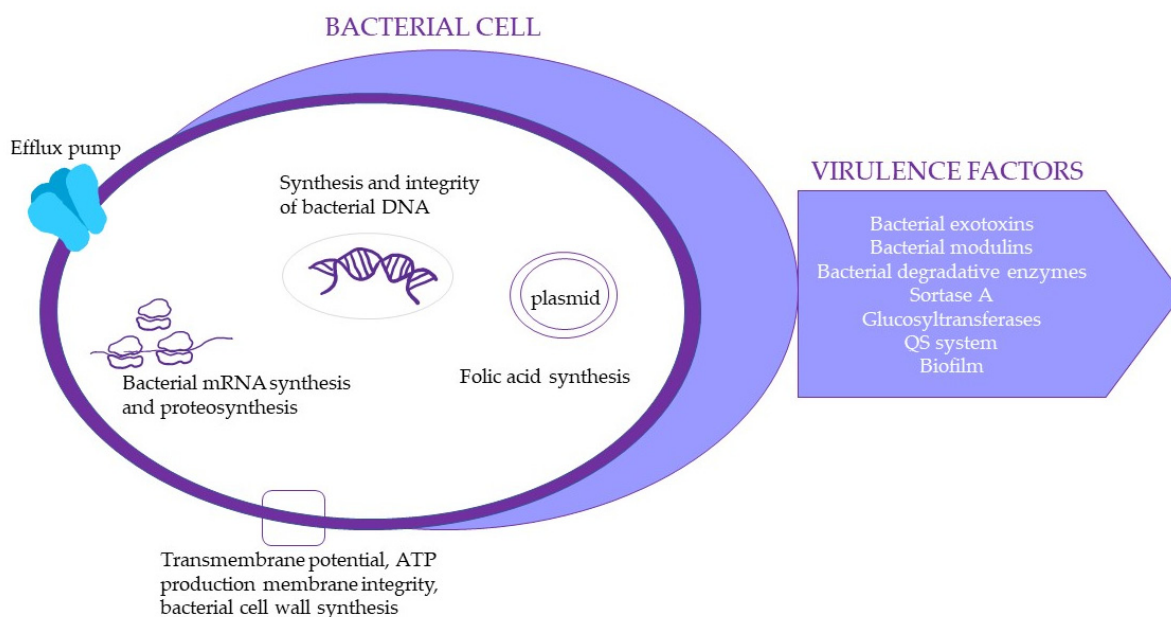 BACTERIAL CELL
Efflux pump
Synthesis and integrity
of bacterial DNA
plasmid
Bacterial mRNA synthesis
and proteosynthesis
Folic acid synthesis
Transmembrane potential, ATP
production membrane integrity,
bacterial cell wall synthesis
VIRULENCE FACTORS
Bacterial exotoxins
Bacterial modulins
Bacterial degradative enzymes
Sortase A
Glucosyltransferases
QS system
Biofilm